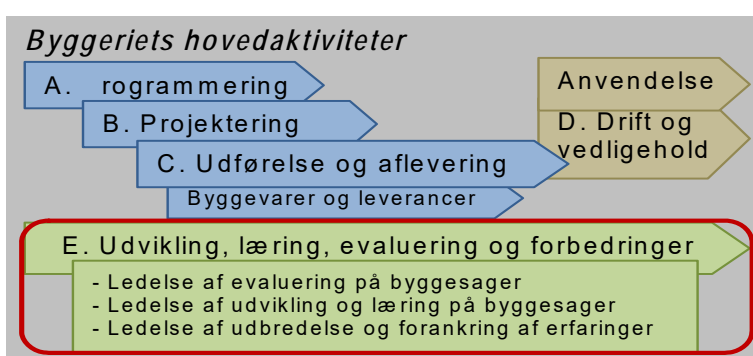 Byggeriets hovedaktiviteter
A. rogrammering
B. Projektering
C. Udførelse og aflevering
Byggevarer og leverancer
Anvendelse
D. Drift og
vedligehold
E. Udvikling, læring, evaluering og forbedringer
- Ledelse af evaluering på byggesager
- Ledelse af udvikling og læring på byggesager
- Ledelse af udbredelse og forankring af erfaringer